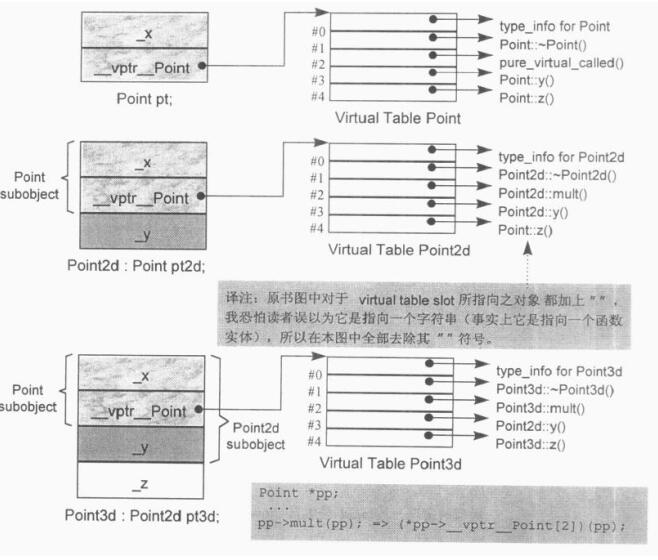 _x
__vptr__Point
Point pt;
#0
#1
#2
#3
#4
Virtual Table Point
type_info for Point
Point::~Point()
pure_virtual_called()
Point::y()
Point::z()
Point
subobject
_x
__vptr__Point
_y
Point2d : Point pt2d;
#0
#1
#2
#3
#4
Virtual Table Point2d
type_info for Point2d
Point2d::~Point2d()
Point2d::mult()
Point2d::y()
Point::z()
译注：原书图中对于 virtual table slot 所指向之对象 都加上 " "，
我恐怕读者误以为它是指向一个字符串（事实上它是指向一个函数
实体），所以在本图中全部去除其 " " 符号。
Point
subobject
_x
__vptr__Point
_y
_z
Point2d
subobject
Point3d : Point2d pt3d;
#0
#1
#2
#3
#4
Virtual Table Point3d
type_info for Point3d
Point3d::~Point3d()
Point3d::mult()
Point2d::y()
Point3d::z()
Point *pp;
...
pp->mult(pp); => (*pp->__vptr__Point[2])(pp);